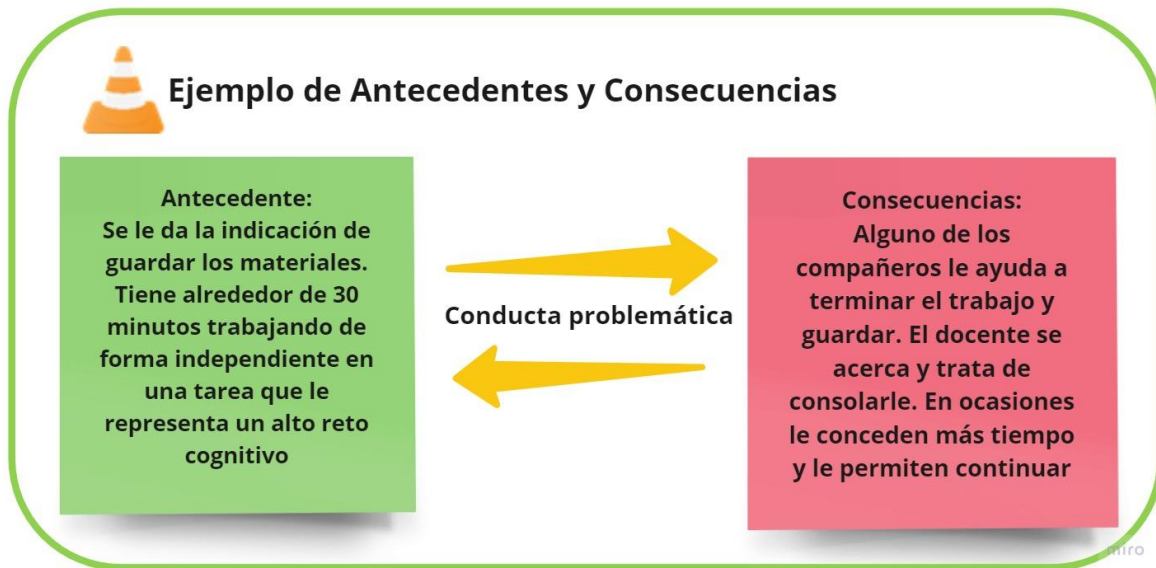 Ejemplo de Antecedentes y Consecuencias
Antecedente:
Se le da la indicación de
guardar los materiales.
Tiene alrededor de 30
minutos trabajando de
forma independiente en
una tarea que le
representa un alto reto
cognitivo
Conducta problemática
Consecuencias:
Alguno de los
compañeros le ayuda a
terminar el trabajo y
guardar. El docente se
acerca y trata de
consolarle. En ocasiones
le conceden más tiempo
y le permiten continuar
miro